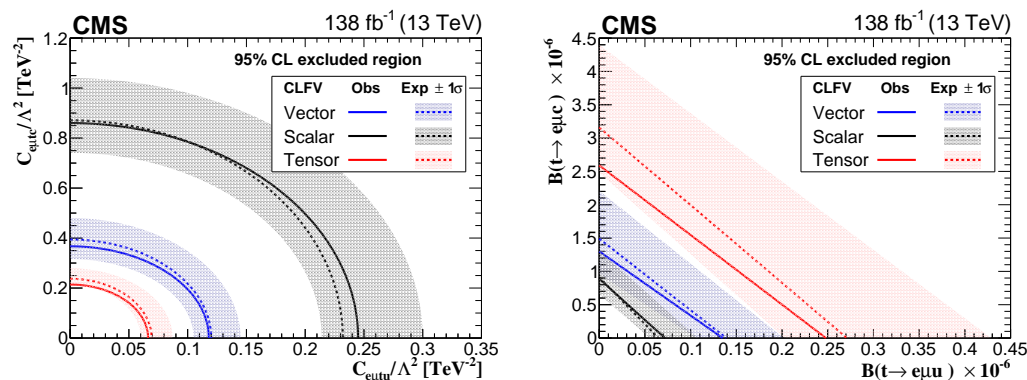 CMS
138 fb⁻¹ (13 TeV)
C_eμtc/Λ² [TeV⁻²]
1.2
1
0.8
0.6
0.4
0.2
0
95% CL excluded region
CLFV Obs Exp ± 1σ
Vector
Scalar
Tensor
0 0.05 0.1 0.15 0.2 0.25 0.3 0.35
C_eμtu/Λ² [TeV⁻²]
CMS
138 fb⁻¹ (13 TeV)
B(t→ eμc ) ×10⁻⁶
4.5
4
3.5
3
2.5
2
1.5
1
0.5
0
95% CL excluded region
CLFV Obs Exp ± 1σ
Vector
Scalar
Tensor
0 0.05 0.1 0.15 0.2 0.25 0.3 0.35 0.4 0.45
B(t→ eμu ) ×10⁻⁶